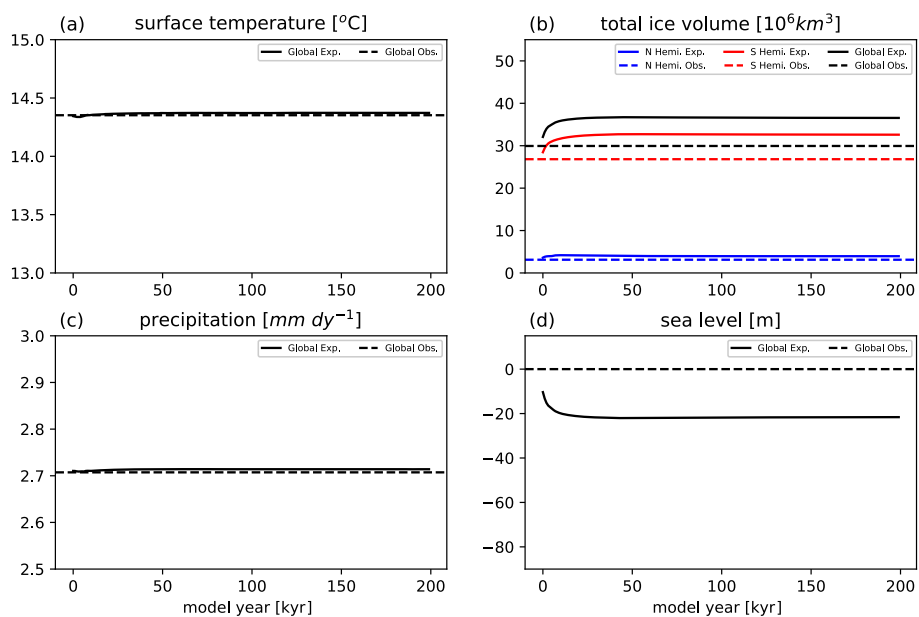 (a) surface temperature [°C]
Global Exp. Global Obs.
15.0
14.5
14.0
13.5
13.0
0 50 100 150 200
(b) total ice volume [10⁶km³]
N Hemi. Exp. S Hemi. Exp. Global Exp.
N Hemi. Obs. S Hemi. Obs. Global Obs.
50
40
30
20
10
0
0 50 100 150 200
(c) precipitation [mm dy⁻¹]
Global Exp. Global Obs.
3.0
2.9
2.8
2.7
2.6
2.5
0 50 100 150 200
model year [kyr]
(d) sea level [m]
Global Exp. Global Obs.
0
−20
−40
−60
−80
0 50 100 150 200
model year [kyr]